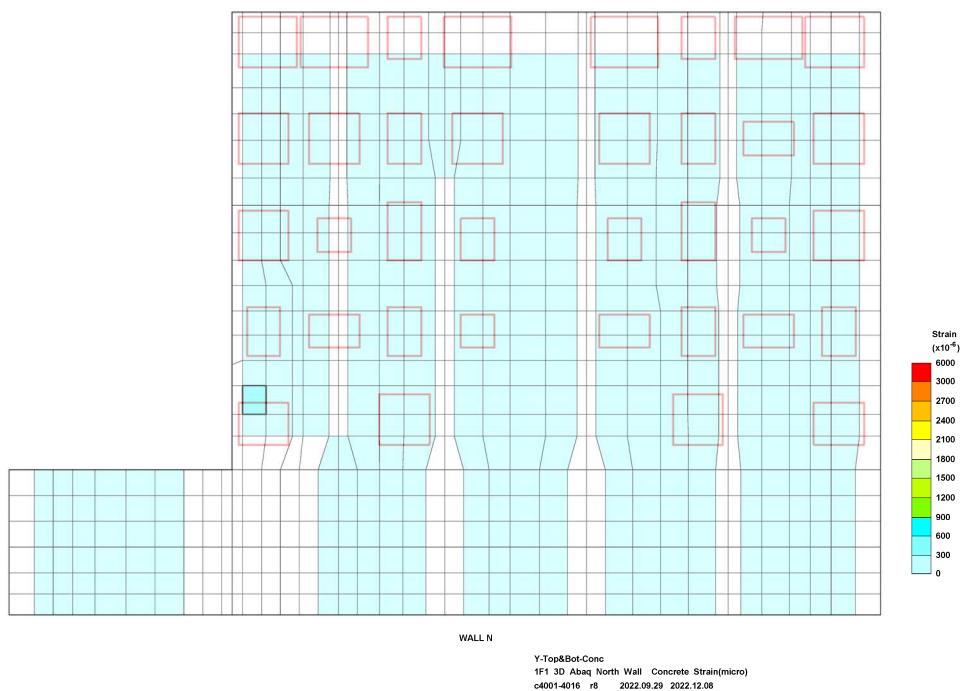 Strain
(x10-6)
6000
3000
2700
2400
2100
1800
1500
1200
900
600
300
0
WALL N
Y-Top&Bot-Conc
1F1 3D Abaq North Wall Concrete Strain(micro)
c4001-4016 r8 2022.09.29 2022.12.08